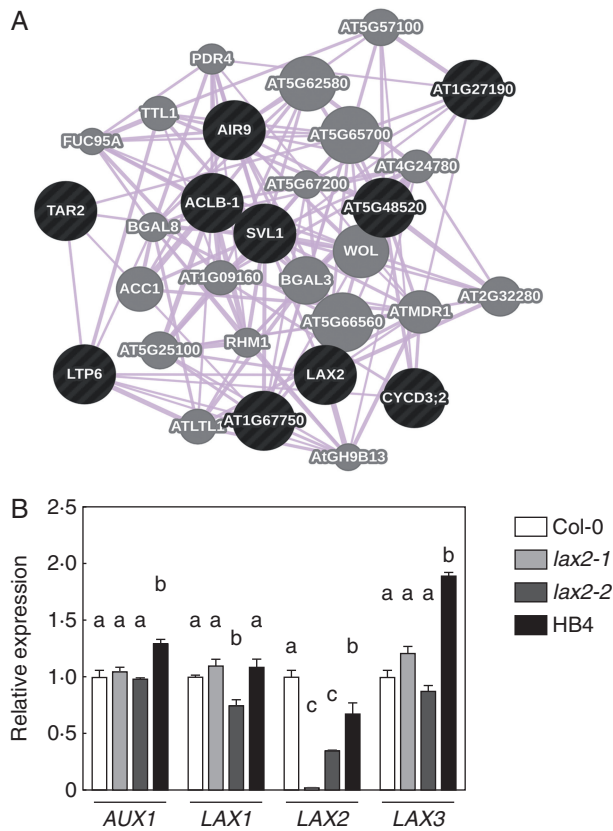 A
AT5G57100
PDR4
AT5G62580
AT1G27190
TTL1
AIR9
AT5G65700
FUC95A
AT4G24780
AT5G67200
TAR2
ACLB-1
AT5G48520
BGAL8
SVL1
WOL
ACC1
AT1G09160
BGAL3
AT2G32280
AT5G66560
ATMDR1
AT5G25100
RHM1
LTP6
LAX2
CYCD3;2
ATLTL1
AT1G67750
AtGH9B13
B
Relative expression
2·5
2·0
1·5
1·0
0·5
0
a a a b
a a b a
a c c b
a a a b
AUX1 LAX1 LAX2 LAX3
Col-0
lax2-1
lax2-2
HB4